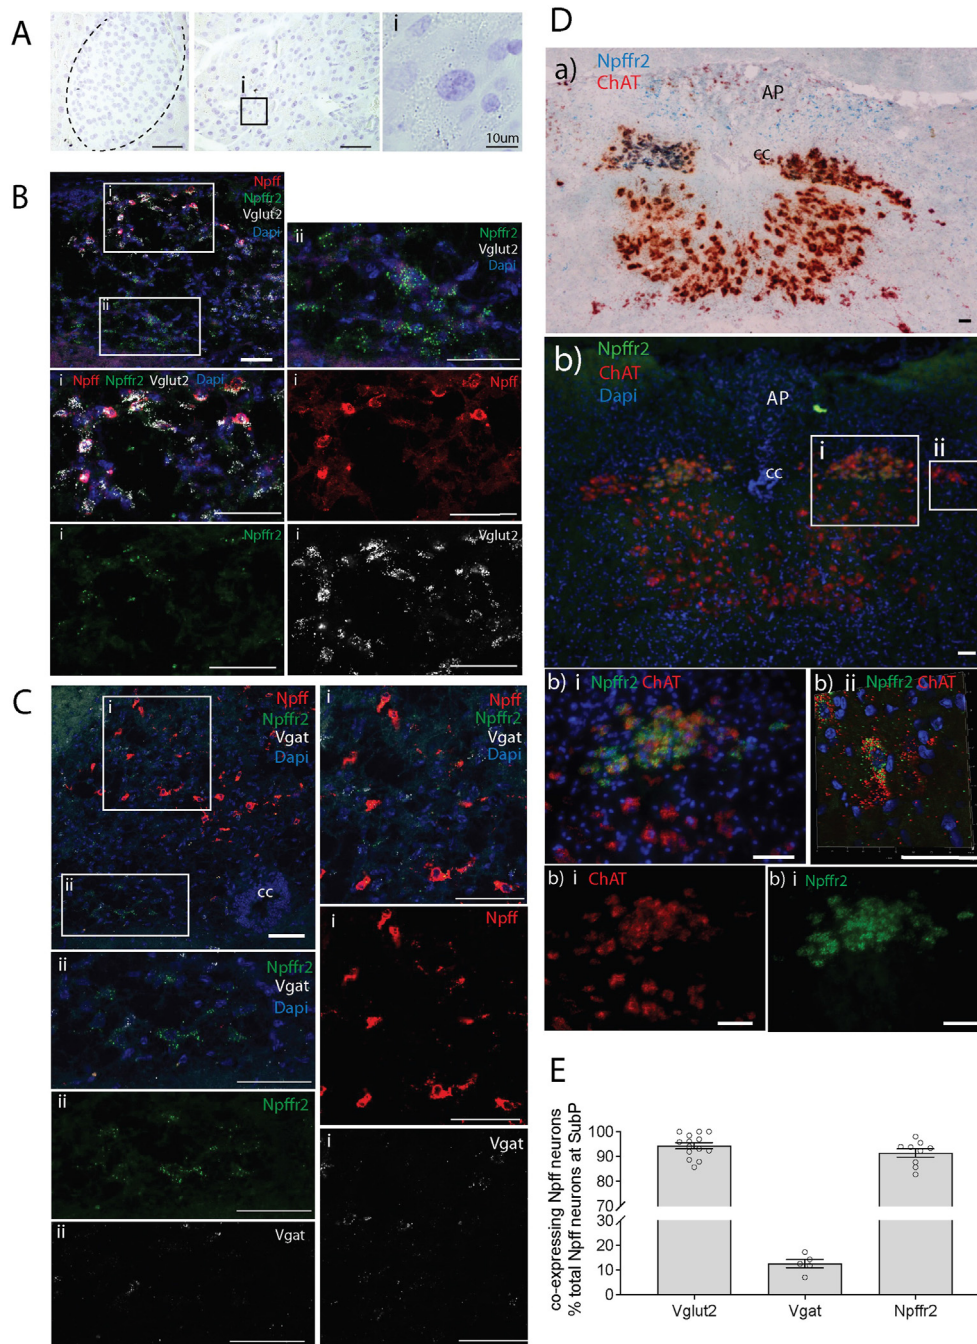 A
i
i
10um
B
i
Npff
Npffr2
Vglut2
Dapi
ii
ii
Npffr2
Vglut2
Dapi
i Npff Npffr2 Vglut2 Dapi
i Npff
i Npffr2
i Vglut2
C
i
Npff
Npffr2
Vgat
Dapi
ii
cc
i Npff
Npffr2
Vgat
Dapi
ii Npffr2
Vgat
Dapi
i Npff
ii Npffr2
i Vgat
ii Vgat
D
a) Npffr2
ChAT
AP
cc
b) Npffr2
ChAT
Dapi
AP
cc
i
ii
b) i Npffr2 ChAT
b) ii Npffr2 ChAT
b) i ChAT
b) i Npffr2
E
co-expressing Npff neurons
% total Npff neurons at SubP
100
90
80
70
30
20
10
0
Vglut2 Vgat Npffr2